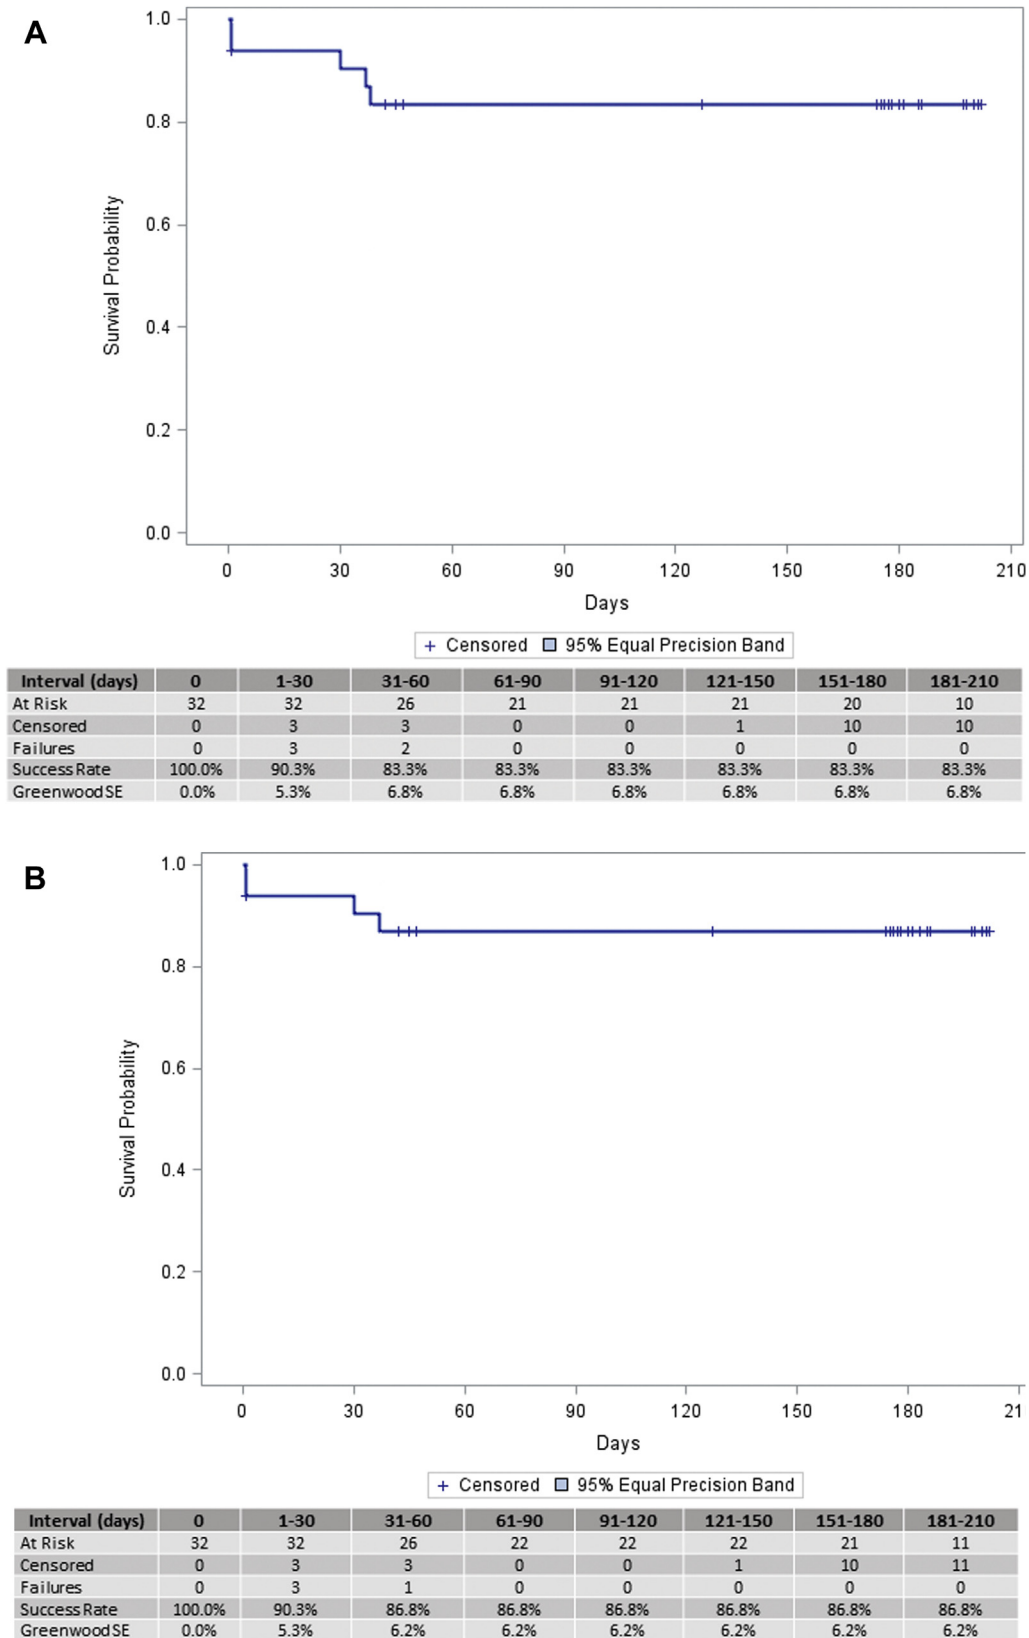 A
1.0
0.8
0.6
0.4
0.2
0.0
Survival Probability
0 30 60 90 120 150 180 210
Days
+ Censored 95% Equal Precision Band
Interval (days) 0 1-30 31-60 61-90 91-120 121-150 151-180 181-210
At Risk 32 32 26 21 21 21 20 10
Censored 0 3 3 0 0 1 10 10
Failures 0 3 2 0 0 0 0 0
Success Rate 100.0% 90.3% 83.3% 83.3% 83.3% 83.3% 83.3% 83.3%
Greenwood SE 0.0% 5.3% 6.8% 6.8% 6.8% 6.8% 6.8% 6.8%
B
1.0
0.8
0.6
0.4
0.2
0.0
Survival Probability
0 30 60 90 120 150 180 21
Days
+ Censored 95% Equal Precision Band
Interval (days) 0 1-30 31-60 61-90 91-120 121-150 151-180 181-210
At Risk 32 32 26 22 22 22 21 11
Censored 0 3 3 0 0 1 10 11
Failures 0 3 1 0 0 0 0 0
Success Rate 100.0% 90.3% 86.8% 86.8% 86.8% 86.8% 86.8% 86.8%
Greenwood SE 0.0% 5.3% 6.2% 6.2% 6.2% 6.2% 6.2% 6.2%